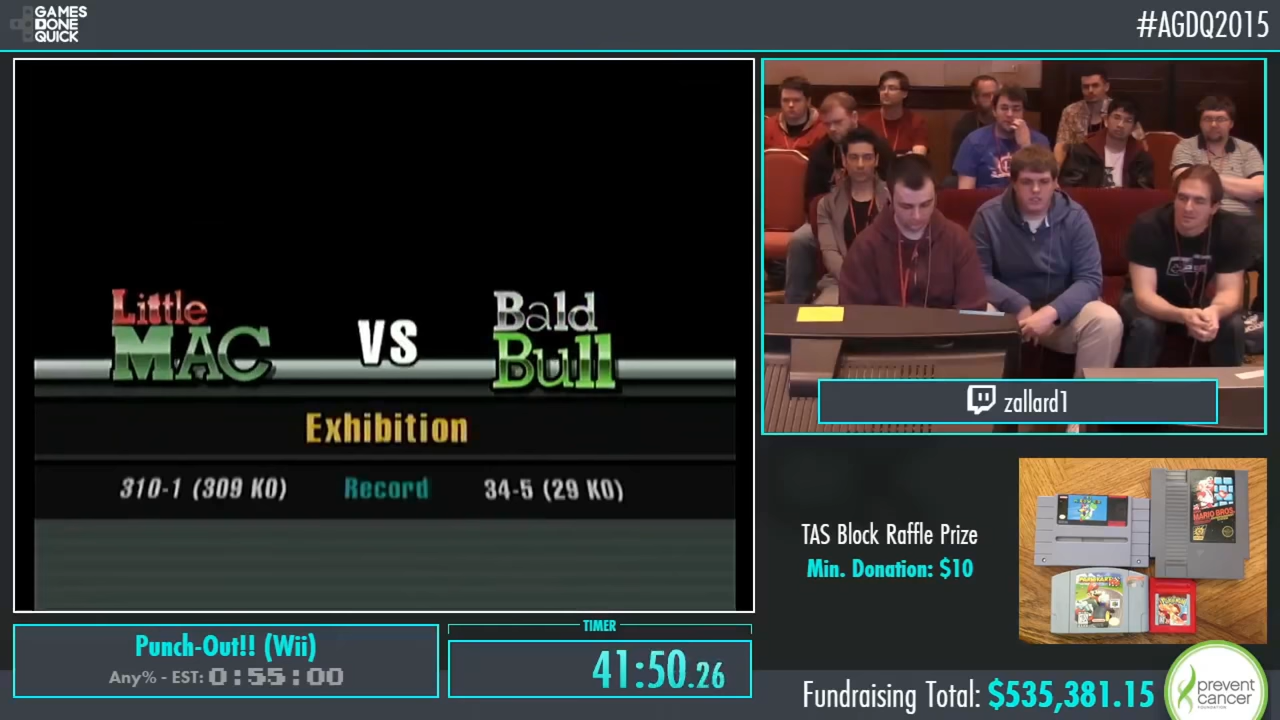 GAMES
DONE
QUICK
#AGDQ2015
Little
MAC
VS
Bald
Bull
Exhibition
310-1 (309 KO)
Record
34-5 (29 KO)
zallard1
TAS Block Raffle Prize
Min. Donation: $10
MARIO BROS.
Punch-Out!! (Wii)
Any% - EST: 0:55:00
TIMER
41:50.26
Fundraising Total: $535,381.15
prevent
cancer